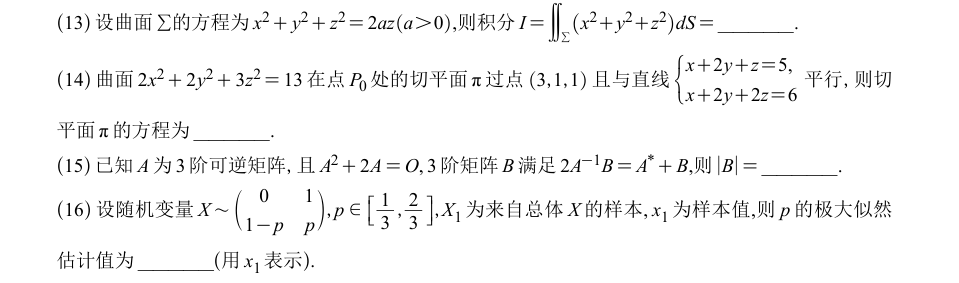 (13) 设曲面 ∑的方程为 x²+y²+z²=2az(a>0),则积分 I=∬_∑(x²+y²+z²)dS=________.
(14) 曲面 2x²+2y²+3z²=13 在点 P₀ 处的切平面 π 过点 (3,1,1) 且与直线 {x+2y+z=5, x+2y+2z=6 平行, 则切
平面 π 的方程为 ________.
(15) 已知 A 为 3 阶可逆矩阵, 且 A²+2A=O, 3 阶矩阵 B 满足 2A⁻¹B=A*+B,则 |B|=________.
(16) 设随机变量 X~(0 1 1-p p), p∈[1/3, 2/3], X₁ 为来自总体 X 的样本, x₁ 为样本值,则 p 的极大似然
估计值为 ________(用 x₁ 表示).